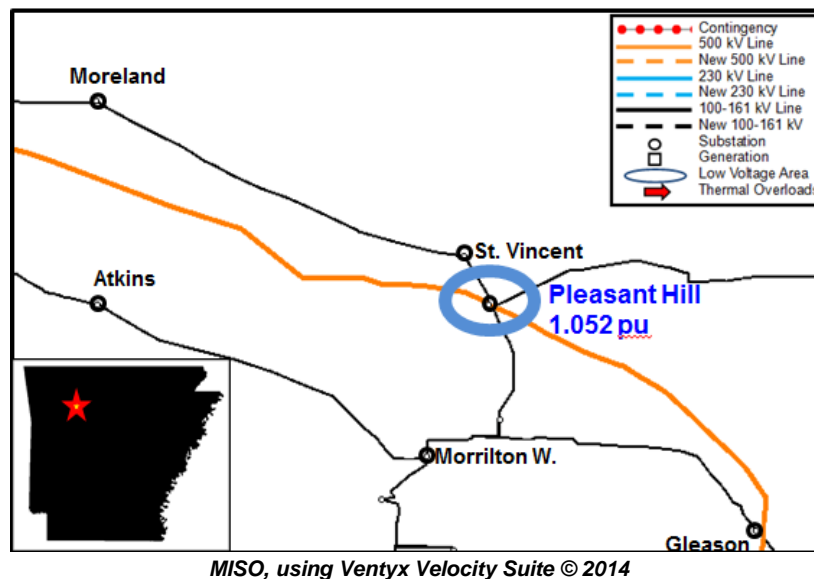 Contingency
500 kV Line
New 500 kV Line
230 kV Line
New 230 kV Line
100-161 kV Line
New 100-161 kV
Substation
Generation
Low Voltage Area
Thermal Overloads
Moreland
St. Vincent
Atkins
Pleasant Hill
1.052 pu
Morrilton W.
Gleason
MISO, using Ventyx Velocity Suite © 2014